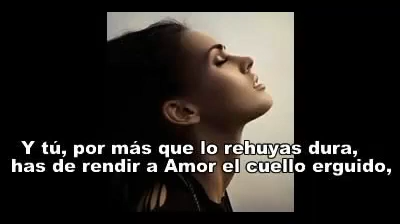 Y tú, por más que lo rehuyas dura,
has de rendir a Amor el cuello erguido,